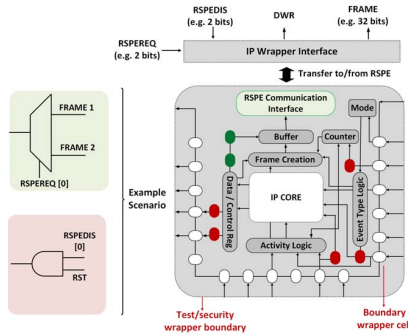 RSPEDIS
(e.g. 2 bits)
DWR
FRAME
(e.g. 32 bits)
RSPEREQ
(e.g. 2 bits)
IP Wrapper Interface
Transfer to/from RSPE
FRAME 1
FRAME 2
RSPEREQ [0]
RSPEDIS
[0]
RST
Example
Scenario
RSPE Communication
Interface
Mode
Buffer
Counter
Frame Creation
Data / Control Reg
IP CORE
Event Type Logic
Activity Logic
Test/security
wrapper boundary
Boundary
wrapper cel